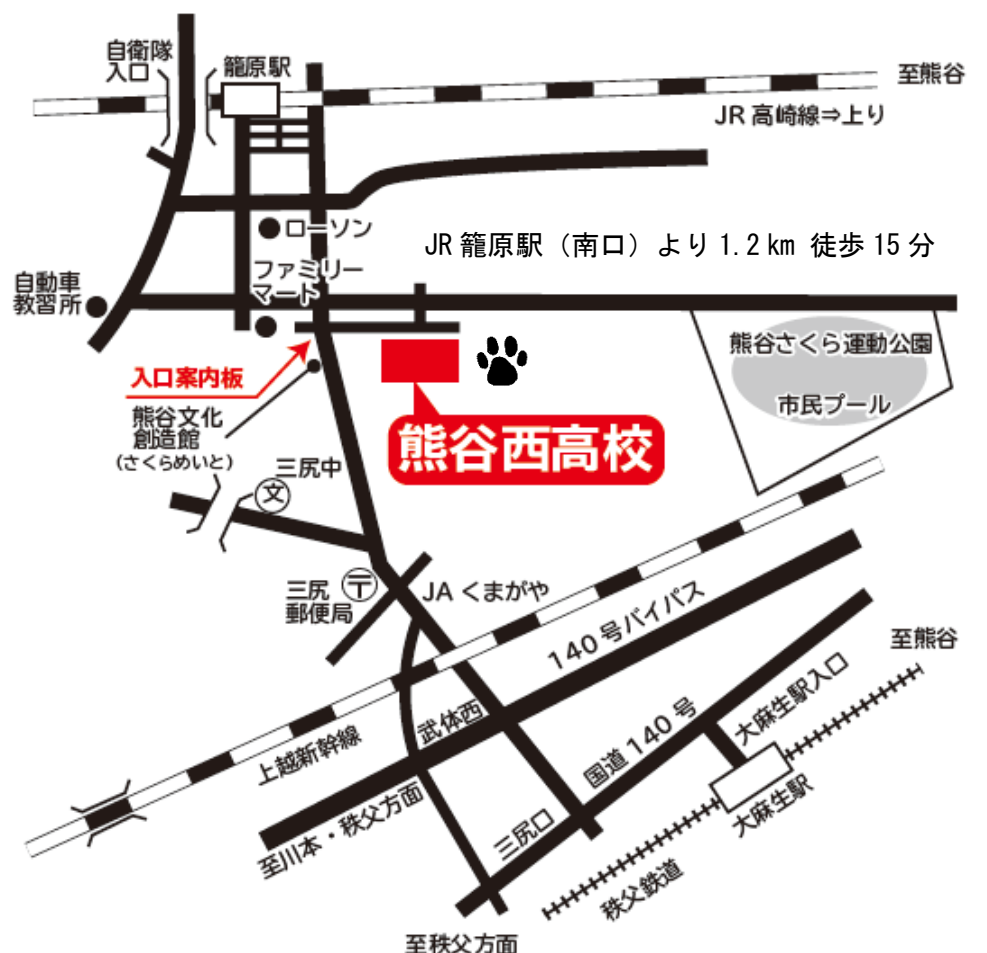 自衛隊
入口
籠原駅
至熊谷
JR 高崎線⇒上り
ローソン
JR 籠原駅（南口）より 1.2 km 徒歩 15 分
ファミリー
マート
自動車
教習所
熊谷さくら運動公園
市民プール
入口案内板
熊谷文化
創造館
(さくらめいと)
熊谷西高校
三尻中
文
三尻
郵便局
〒
JA くまがや
140号バイパス
至熊谷
武体西
上越新幹線
国道140号
大麻生駅入口
大麻生駅
至川本・秩父方面
三尻口
秩父鉄道
至秩父方面